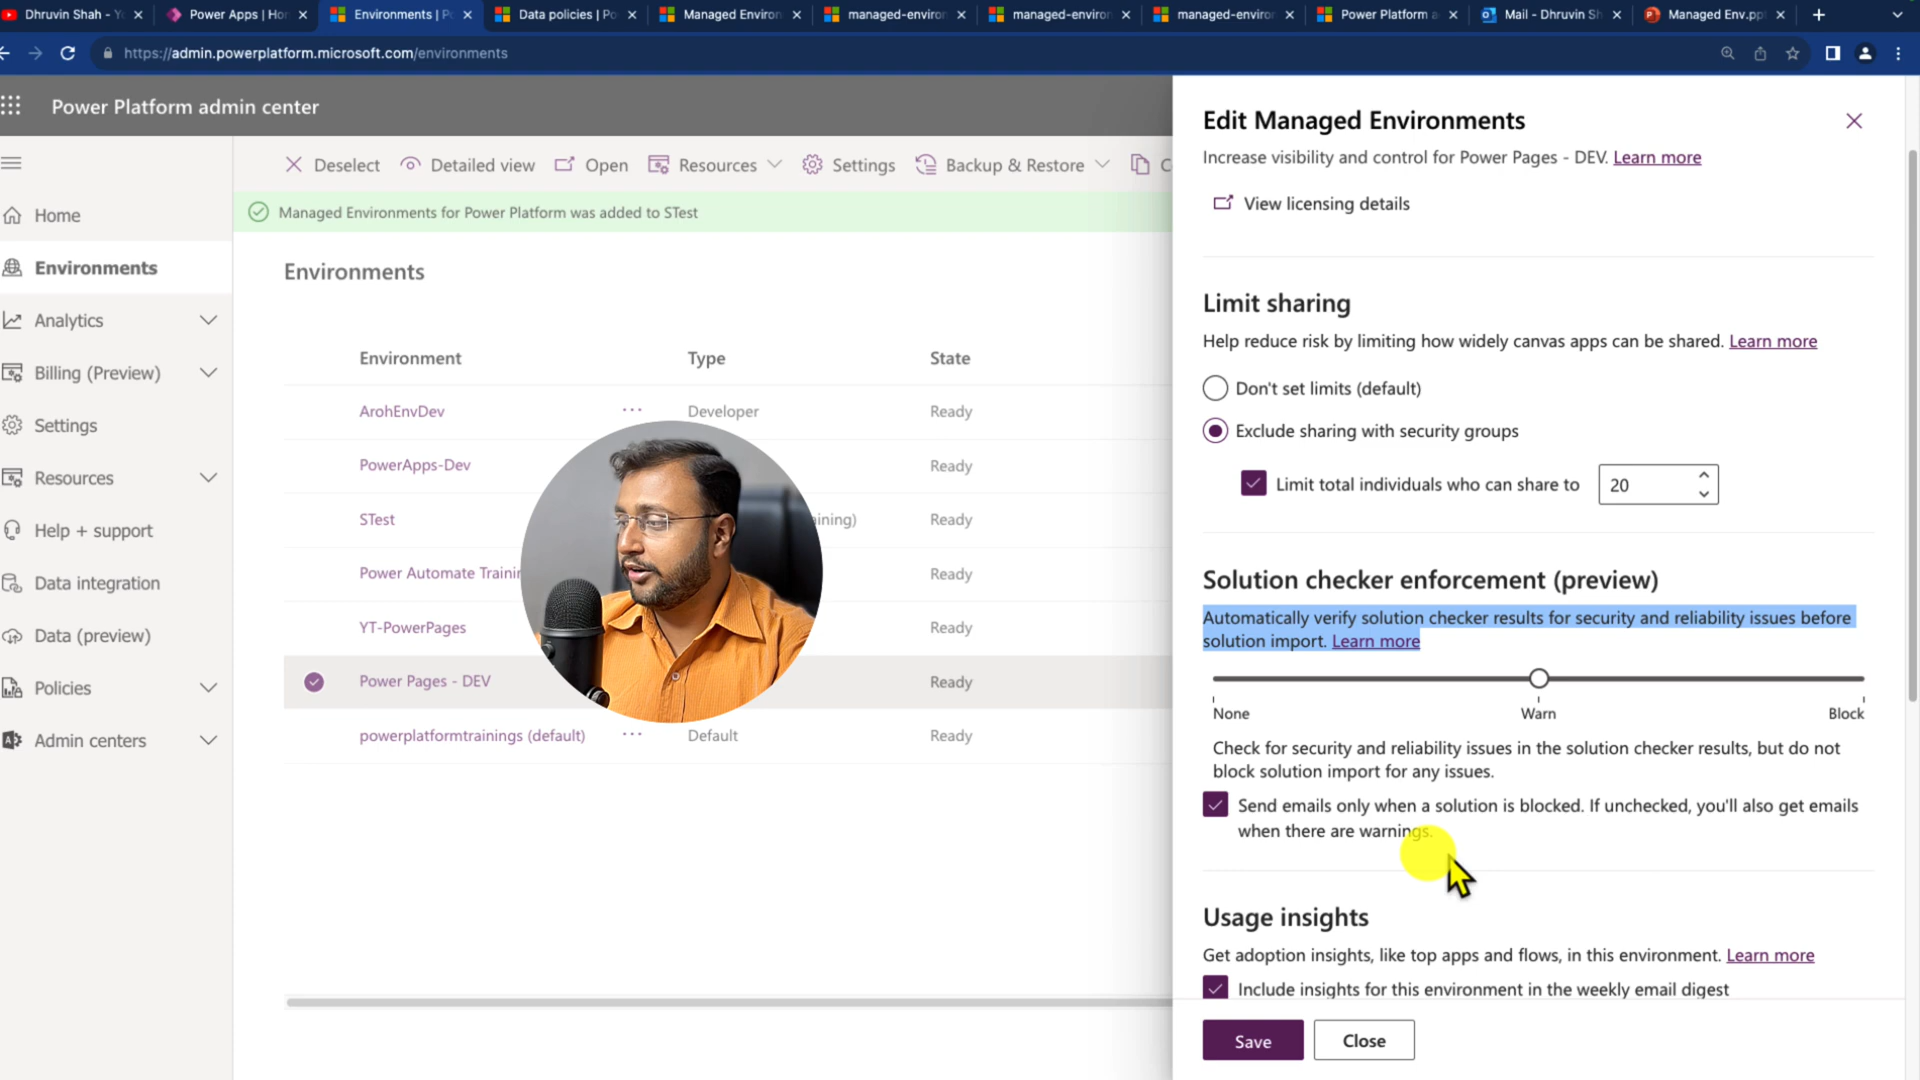 Dhruvin Shah - Yo
Power Apps | Ho
Environments | P
Data policies | Po
Managed Environ
managed-environ
managed-environ
managed-environ
Power Platform a
Mail - Dhruvin Sh
Managed Env.pp
https://admin.powerplatform.microsoft.com/environments
Power Platform admin center
Deselect
Detailed view
Open
Resources
Settings
Backup & Restore
C
Managed Environments for Power Platform was added to STest
Home
Environments
Analytics
Billing (Preview)
Settings
Resources
Help + support
Data integration
Data (preview)
Policies
Admin centers
Environments
Environment Type State
ArohEnvDev ··· Developer Ready
PowerApps-Dev Ready
STest ining) Ready
Power Automate Trainin Ready
YT-PowerPages Ready
Power Pages - DEV Ready
powerplatformtrainings (default) ··· Default Ready
Edit Managed Environments
Increase visibility and control for Power Pages - DEV. Learn more
View licensing details
Limit sharing
Help reduce risk by limiting how widely canvas apps can be shared. Learn more
Don't set limits (default)
Exclude sharing with security groups
Limit total individuals who can share to 20
Solution checker enforcement (preview)
Automatically verify solution checker results for security and reliability issues before
solution import. Learn more
None Warn Block
Check for security and reliability issues in the solution checker results, but do not
block solution import for any issues.
Send emails only when a solution is blocked. If unchecked, you'll also get emails
when there are warnings.
Usage insights
Get adoption insights, like top apps and flows, in this environment. Learn more
Include insights for this environment in the weekly email digest
Save
Close